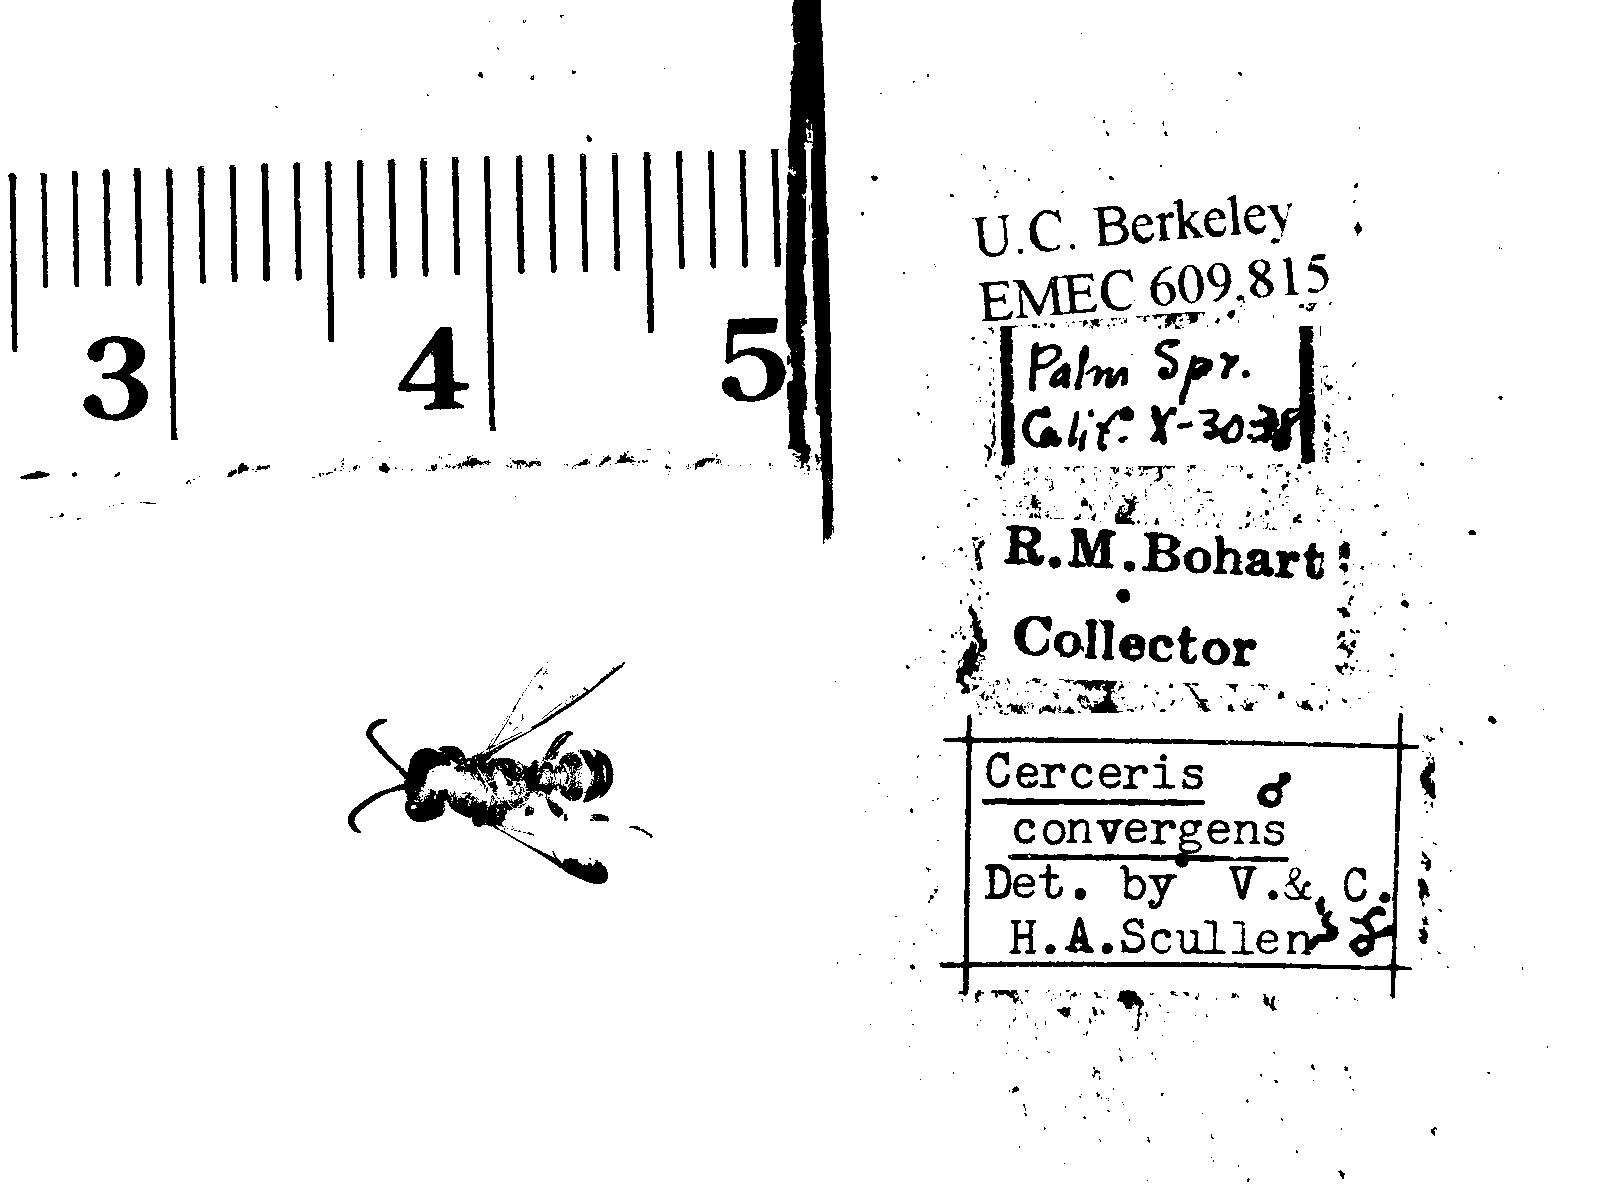 3 4 5
U.C. Berkeley
EMEC 609,815
Palm Spr.
Calif. X-30-38
R.M.Bohart
Collector
Cerceris ♂
convergens
Det. by V.& C.
H.A.Scullen